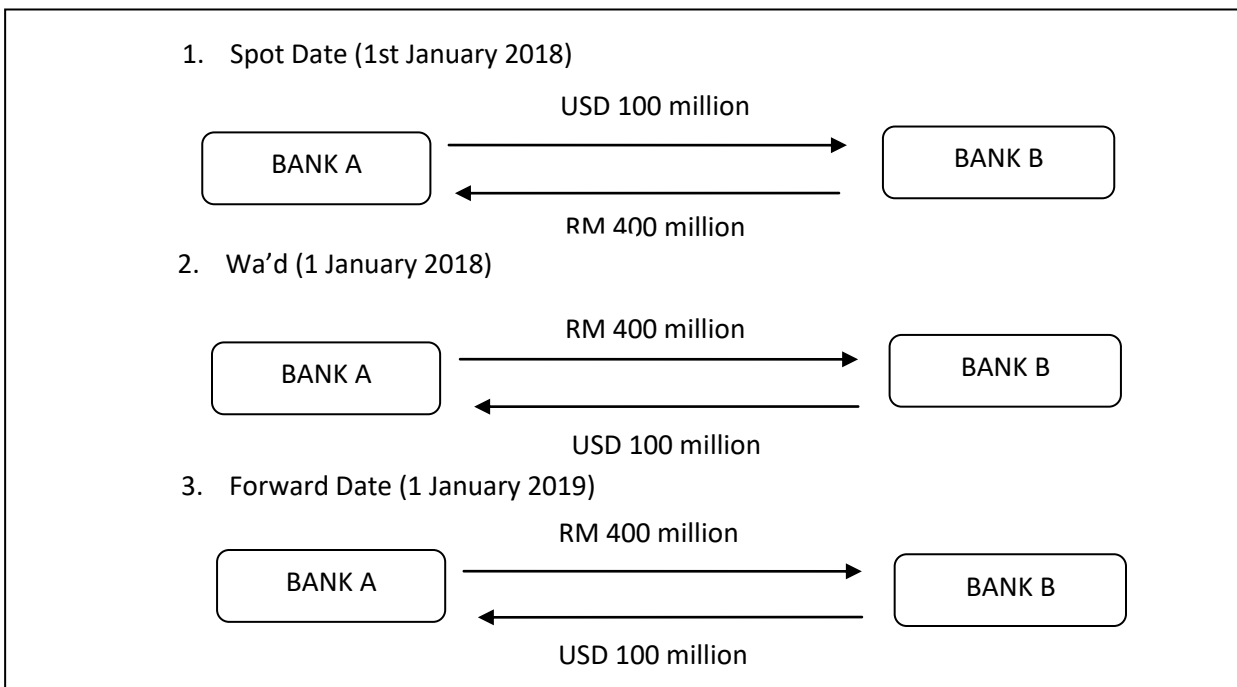 1. Spot Date (1st January 2018)
USD 100 million
BANK A
BANK B
RM 400 million
2. Wa’d (1 January 2018)
RM 400 million
BANK A
BANK B
USD 100 million
3. Forward Date (1 January 2019)
RM 400 million
BANK A
BANK B
USD 100 million